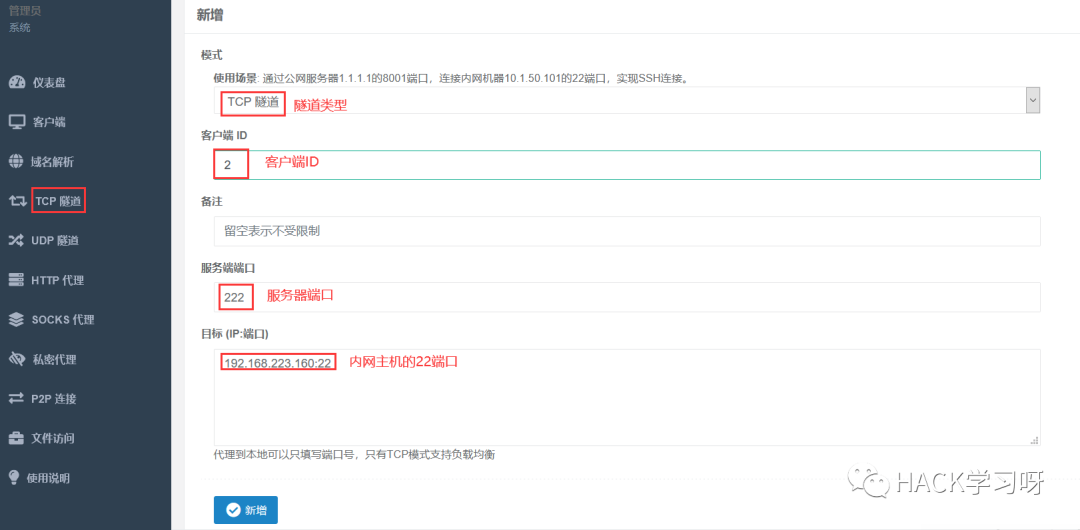 管理员
系统
仪表盘
客户端
域名解析
TCP 隧道
UDP 隧道
HTTP 代理
SOCKS 代理
私密代理
P2P 连接
文件访问
使用说明
新增
模式
使用场景: 通过公网服务器1.1.1.1的8001端口，连接内网机器10.1.50.101的22端口，实现SSH连接。
TCP 隧道 隧道类型
客户端 ID
2 客户端ID
备注
留空表示不受限制
服务端端口
222 服务器端口
目标 (IP:端口)
192.168.223.160:22 内网主机的22端口
代理到本地可以只填写端口号，只有TCP模式支持负载均衡
新增
HACK学习呀